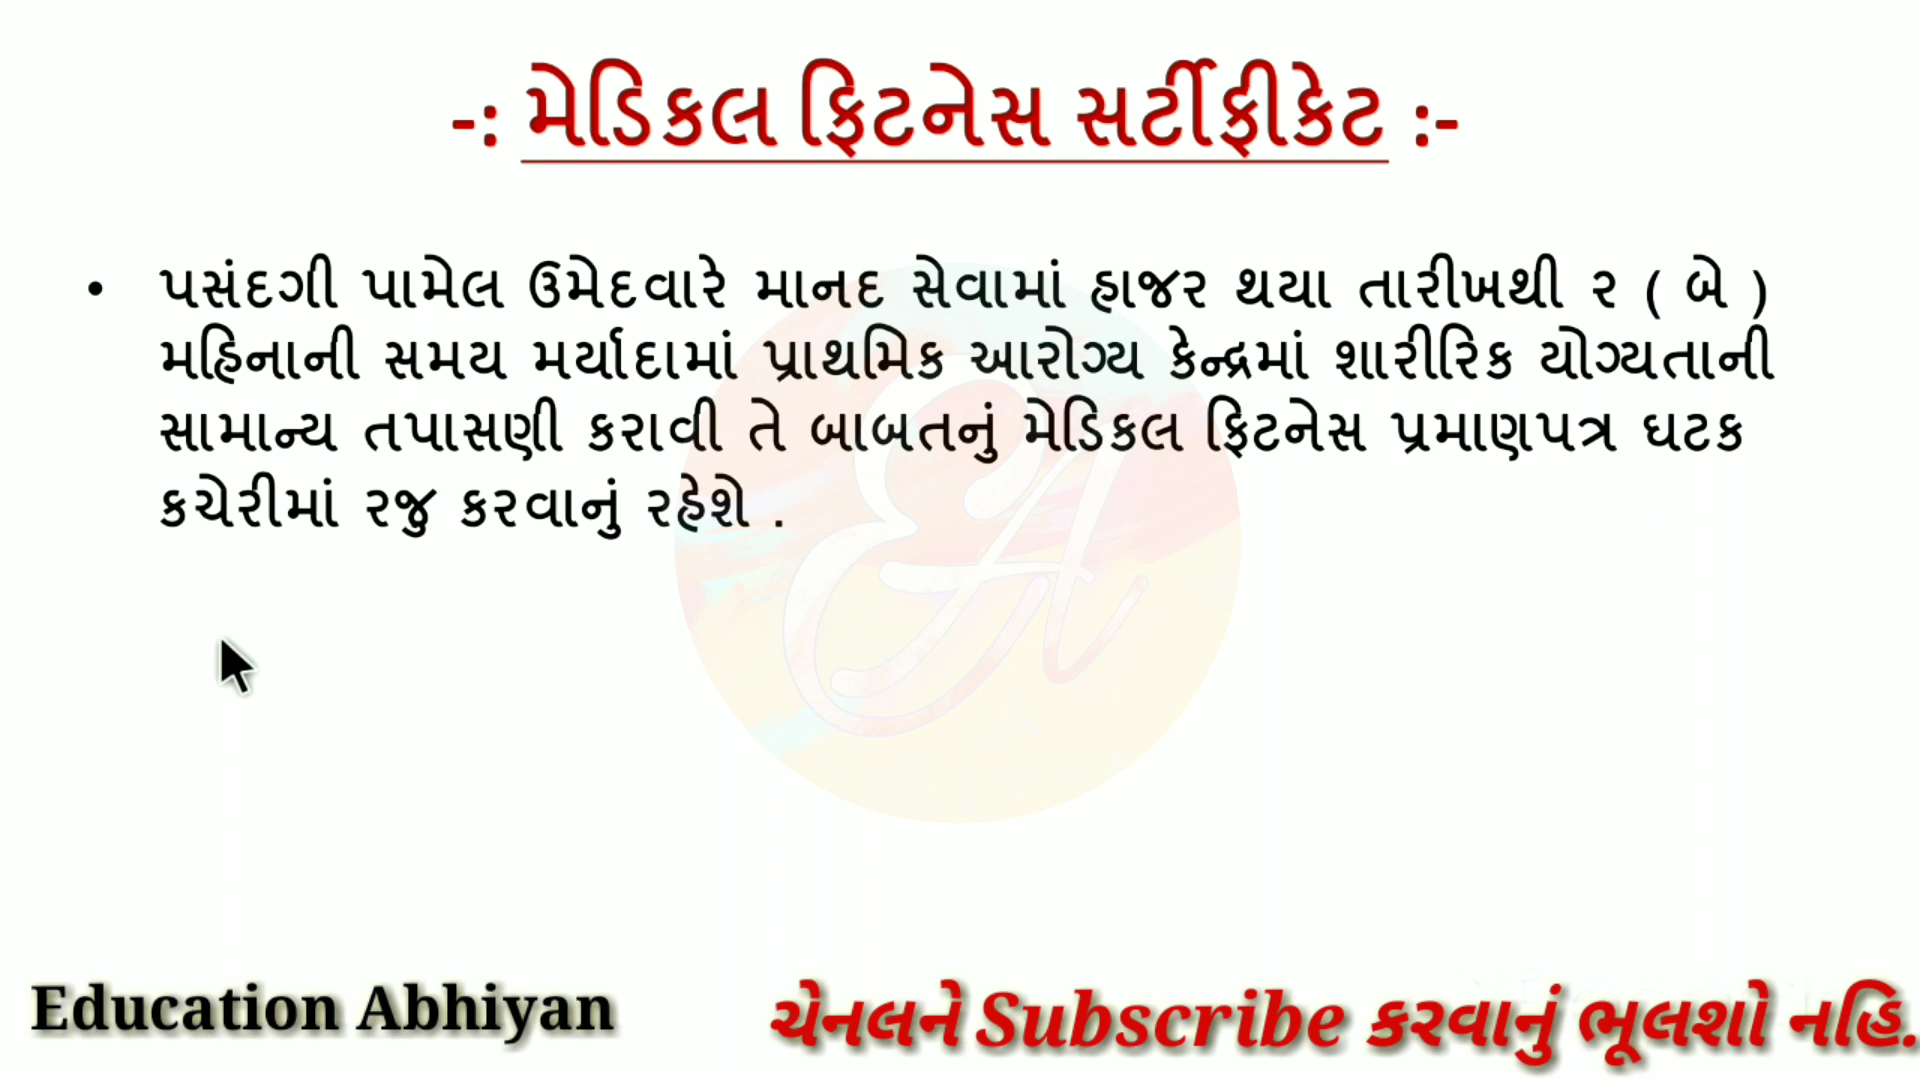 -: મેડિકલ ફિટનેસ સર્ટીફીકેટ :-
• પસંદગી પામેલ ઉમેદવારે માનદ સેવામાં હાજર થયા તારીખથી ૨ ( બે )
મહિનાની સમય મર્યાદામાં પ્રાથમિક આરોગ્ય કેન્દ્રમાં શારીરિક યોગ્યતાની
સામાન્ય તપાસણી કરાવી તે બાબતનું મેડિકલ ફિટનેસ પ્રમાણપત્ર ઘટક
કચેરીમાં રજુ કરવાનું રહેશે .
EA
Education Abhiyan
ચેનલને Subscribe કરવાનું ભૂલશો નહિ.